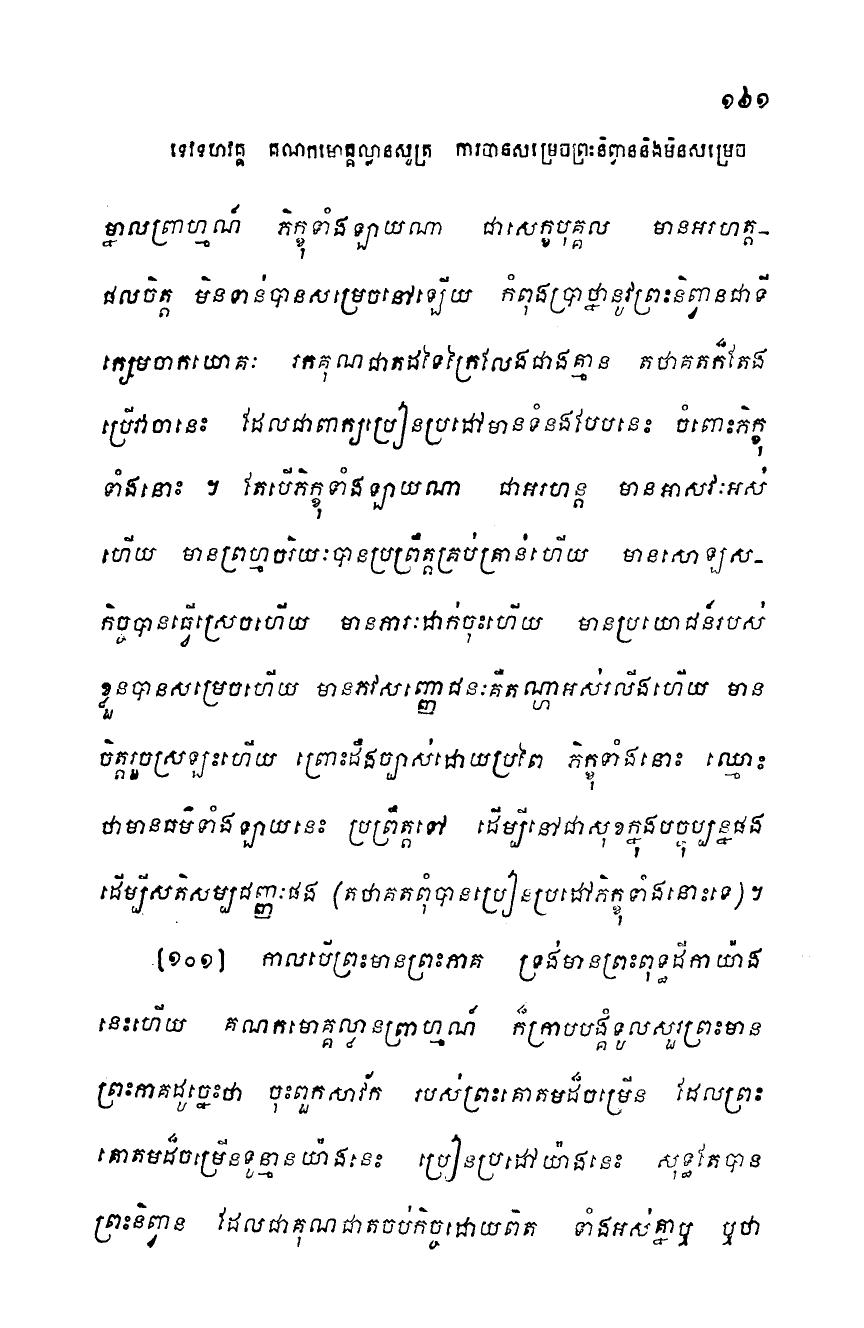 ១៦១
ទេវទហវគ្គ គណកមោគ្គល្លានសូត្រ ការបានសម្រេចព្រះនិព្វាននិងមិនសម្រេច
ម្នាលព្រាហ្មណ៍ ភិក្ខុទាំងឡាយណា ជាសេក្ខបុគ្គល មានអរហត្ត-
ផលចិត្ត មិនទាន់បានសម្រេចនៅឡើយ កំពុងប្រាថ្នានូវព្រះនិព្វានជាទី
ក្សេមចាកយោគៈ រកគុណជាតដទៃក្រៃលែងជាងគ្មាន តថាគតក៏តែង
ប្រើវាចានេះ ដែលជាពាក្យប្រៀនប្រដៅមានទំនងបែបនេះ ចំពោះភិក្ខុ
ទាំងនោះ ។ តែបើភិក្ខុទាំងឡាយណា ជាអរហន្ត មានអាសវៈអស់
ហើយ មានព្រហ្មចរិយៈបានប្រព្រឹត្តគ្រប់គ្រាន់ហើយ មានសោឡស-
កិច្ចបានធ្វើស្រេចហើយ មានភារៈដាក់ចុះហើយ មានប្រយោជន៍របស់
ខ្លួនបានសម្រេចហើយ មានភវសញ្ញោជនៈគឺតណ្ហាអស់រលីងហើយ មាន
ចិត្តរួចស្រឡះហើយ ព្រោះដឹងច្បាស់ដោយប្រពៃ ភិក្ខុទាំងនោះ ឈ្មោះ
ថាមានធម៌ទាំងឡាយនេះ ប្រព្រឹត្តទៅ ដើម្បីនៅជាសុខក្នុងបច្ចុប្បន្នផង
ដើម្បីសតិសម្បជញ្ញៈផង (តថាគតពុំបានប្រៀនប្រដៅភិក្ខុទាំងនោះទេ) ។
[១០១] កាលបើព្រះមានព្រះភាគ ទ្រង់មានព្រះពុទ្ធដីកាយ៉ាង
នេះហើយ គណកមោគ្គល្លានព្រាហ្មណ៍ ក៏ក្រាបបង្គំទូលសួរព្រះមាន
ព្រះភាគដូច្នេះថា ចុះពួកសាវ័ក របស់ព្រះគោតមដ៏ចម្រើន ដែលព្រះ
គោតមដ៏ចម្រើនទូន្មានយ៉ាងនេះ ប្រៀនប្រដៅយ៉ាងនេះ សុទ្ធតែបាន
ព្រះនិព្វាន ដែលជាគុណជាតចប់កិច្ចដោយពិត ទាំងអស់គ្នាឬ ឬថា